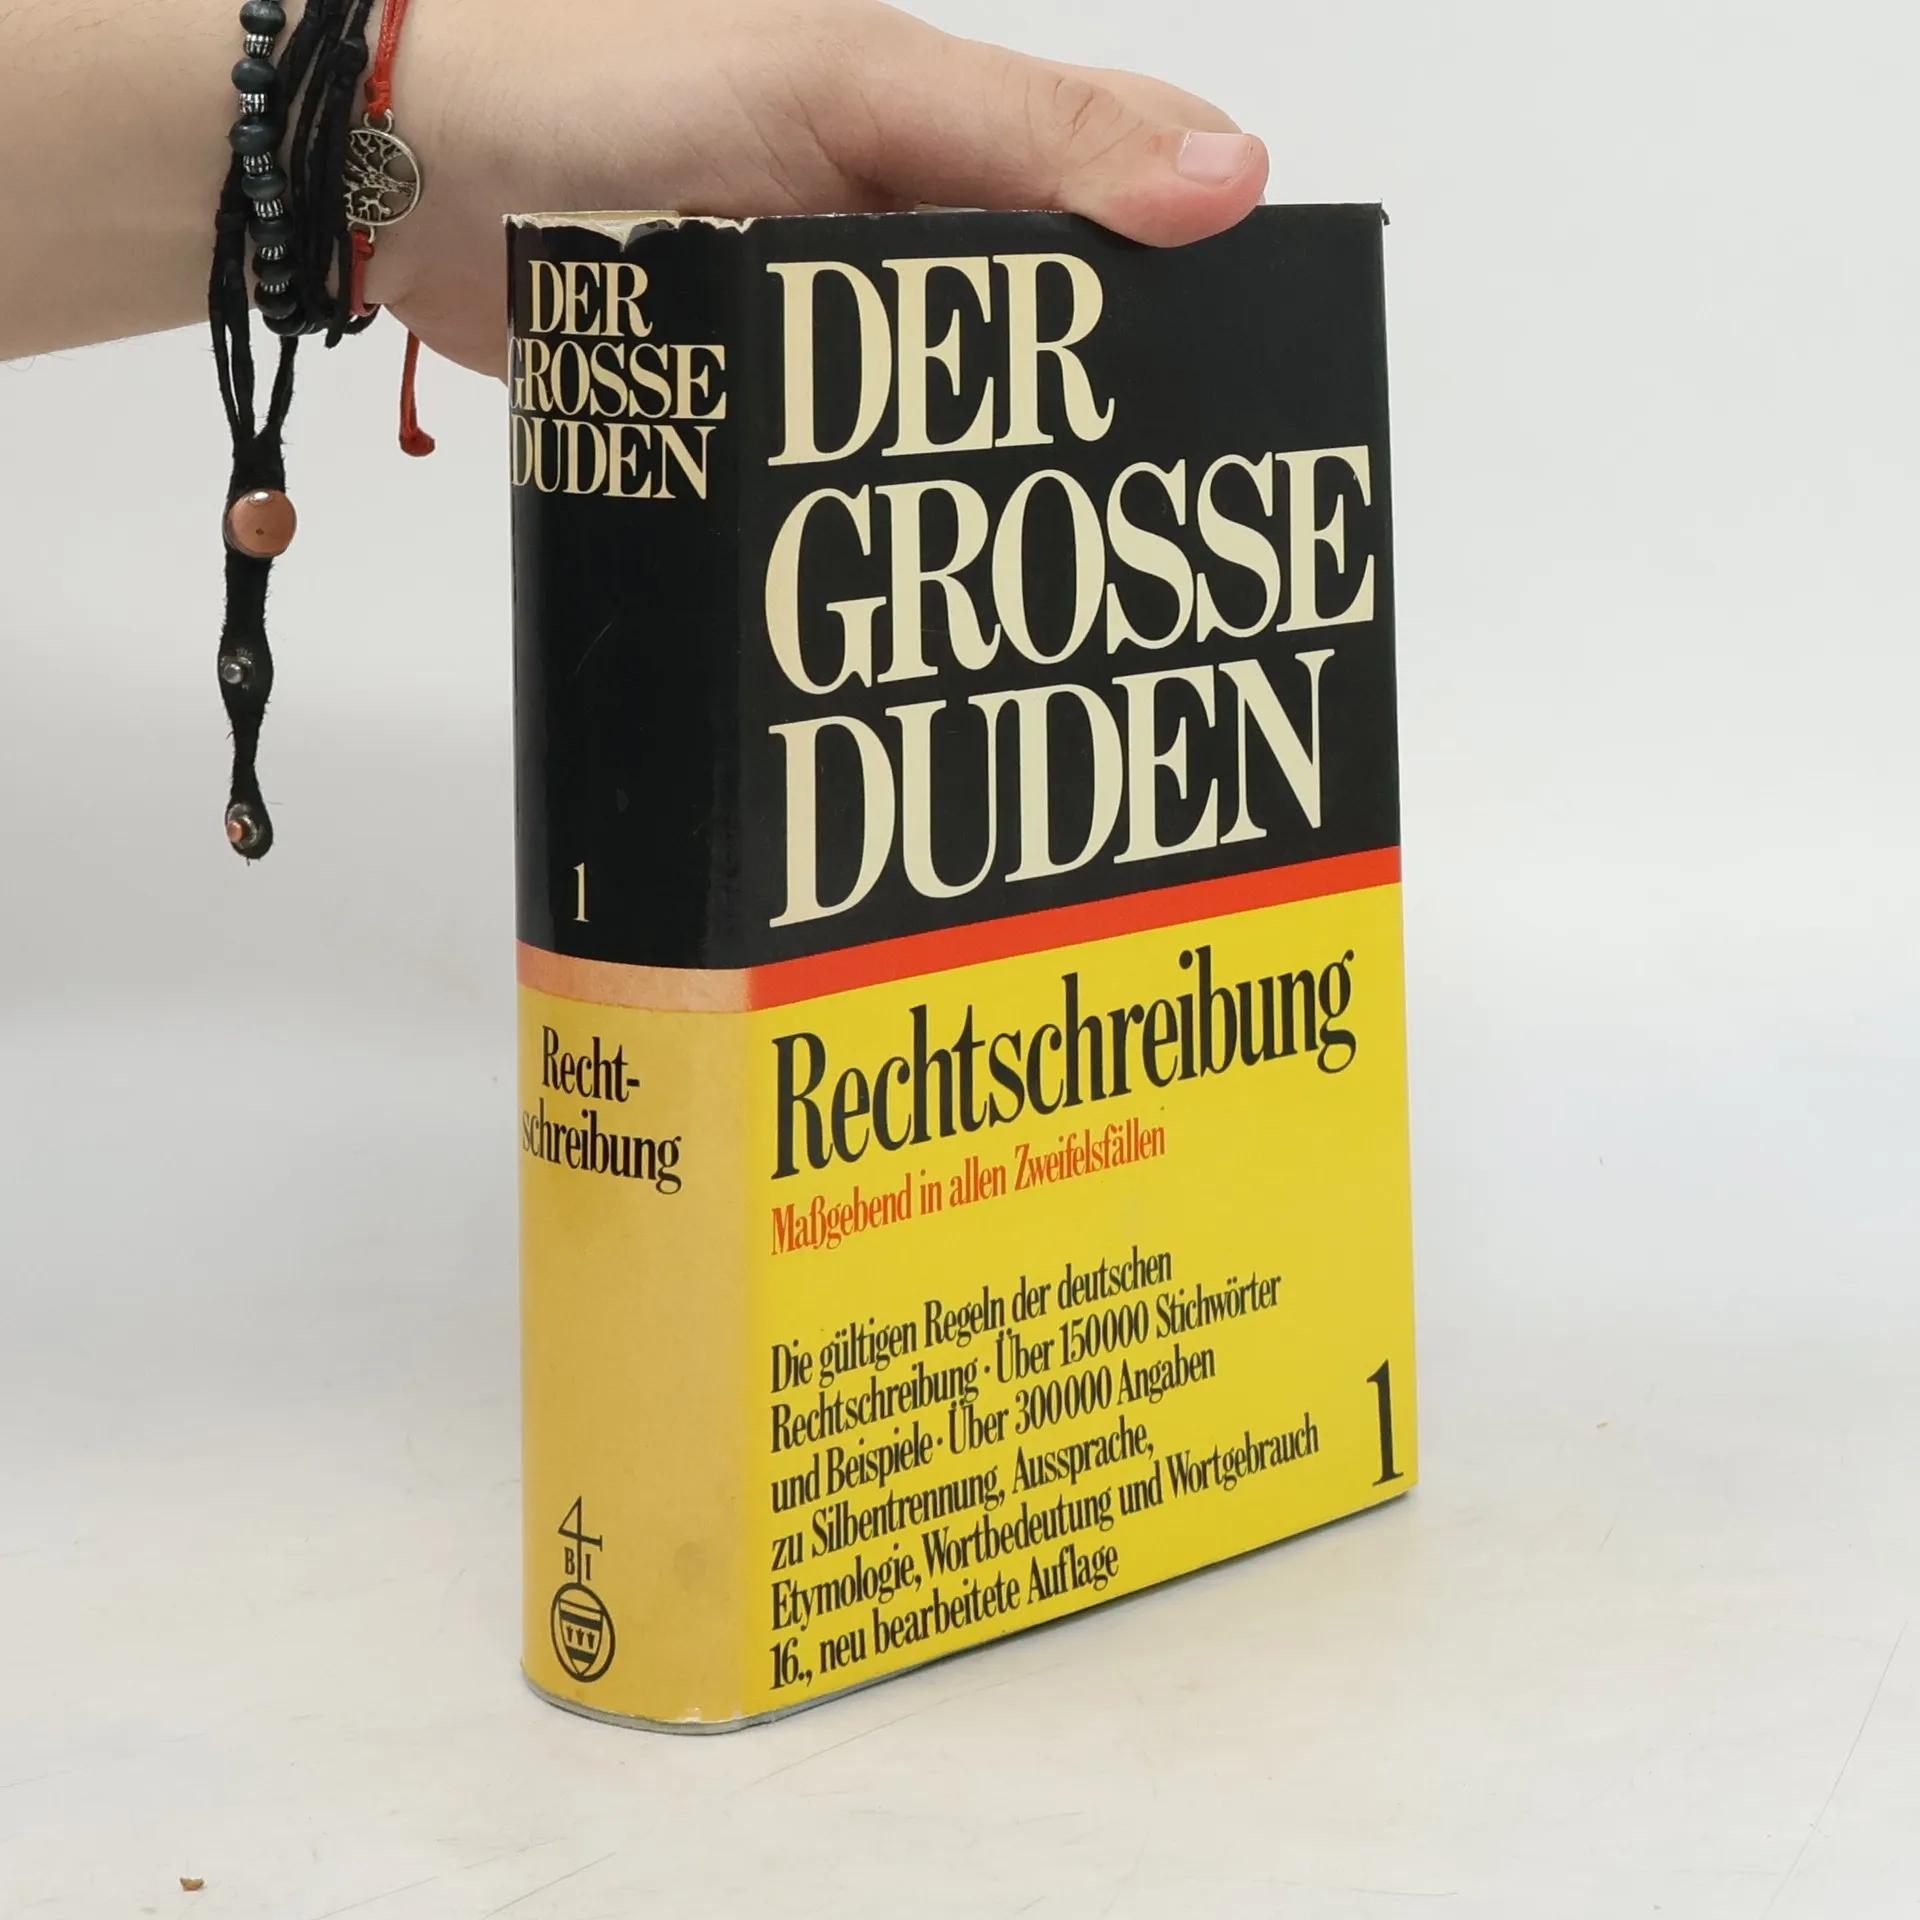 DER
GROSSE
DUDEN
1
Recht-
schreibung
4
B I
DER
GROSSE
DUDEN
Rechtschreibung
Maßgebend in allen Zweifelsfällen
Die gültigen Regeln der deutschen
Rechtschreibung · Über 150000 Stichwörter
und Beispiele · Über 300000 Angaben
zu Silbentrennung, Aussprache,
Etymologie, Wortbedeutung und Wortgebrauch
16., neu bearbeitete Auflage
1